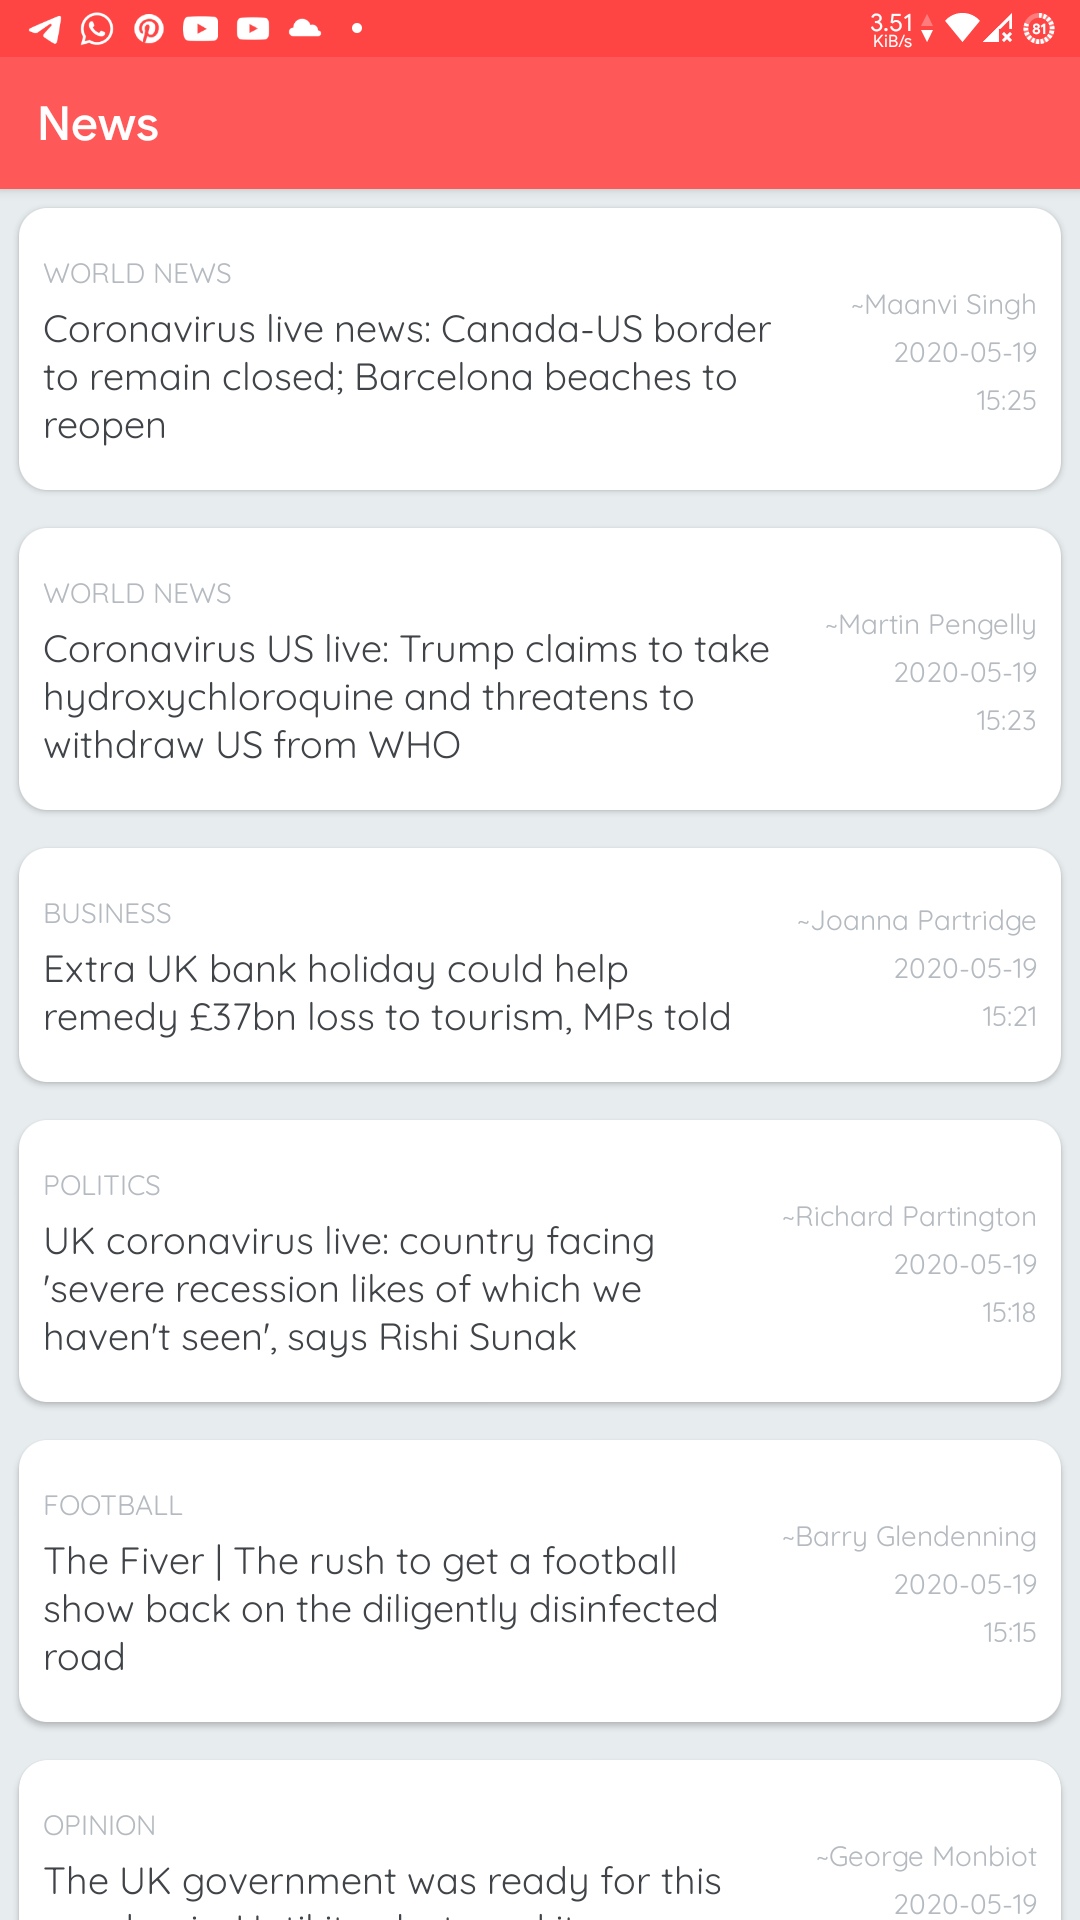 3.51
KiB/s
81
News
WORLD NEWS
Coronavirus live news: Canada-US border
to remain closed; Barcelona beaches to
reopen
~Maanvi Singh
2020-05-19
15:25
WORLD NEWS
Coronavirus US live: Trump claims to take
hydroxychloroquine and threatens to
withdraw US from WHO
~Martin Pengelly
2020-05-19
15:23
BUSINESS
Extra UK bank holiday could help
remedy £37bn loss to tourism, MPs told
~Joanna Partridge
2020-05-19
15:21
POLITICS
UK coronavirus live: country facing
'severe recession likes of which we
haven't seen', says Rishi Sunak
~Richard Partington
2020-05-19
15:18
FOOTBALL
The Fiver | The rush to get a football
show back on the diligently disinfected
road
~Barry Glendenning
2020-05-19
15:15
OPINION
The UK government was ready for this
~George Monbiot
2020-05-19